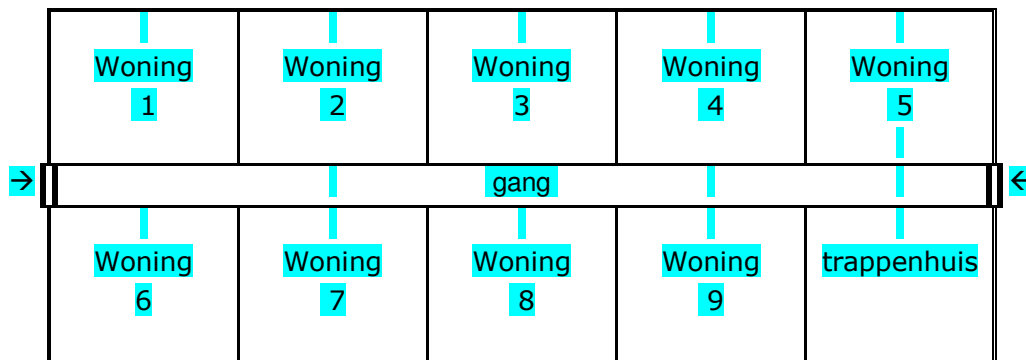 Woning Woning Woning Woning Woning
1 2 3 4 5
→ gang ←
Woning Woning Woning Woning trappenhuis
6 7 8 9